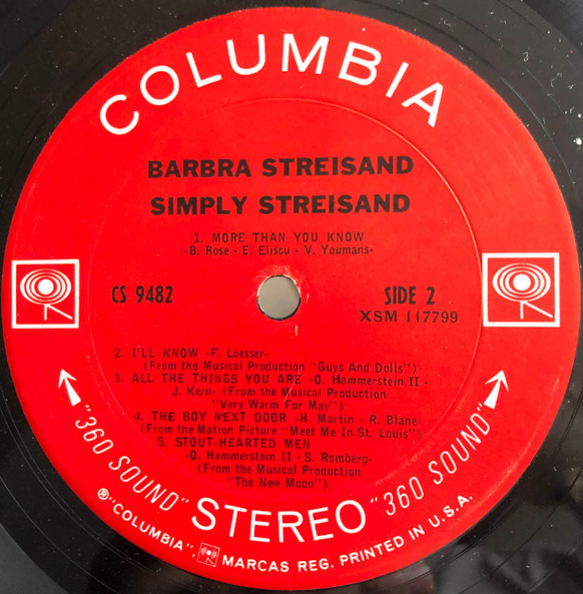 COLUMBIA
BARBRA STREISAND
SIMPLY STREISAND
1. MORE THAN YOU KNOW
-B. Rose - E. Eliscu - V. Youmans-
CS 9482
SIDE 2
XSM 117799
2. I'LL KNOW -F. Loesser-
(From the Musical Production "Guys And Dolls")
3. ALL THE THINGS YOU ARE -O. Hammerstein II -
J. Kern- (From the Musical Production
"Very Warm For May")
4. THE BOY NEXT DOOR -H. Martin - R. Blane-
(From the Motion Picture "Meet Me In St. Louis")
5. STOUT-HEARTED MEN
-O. Hammerstein II - S. Romberg-
(From the Musical Production
"The New Moon")
"360 SOUND" STEREO "360 SOUND"
®"COLUMBIA", MARCAS REG. PRINTED IN U.S.A.